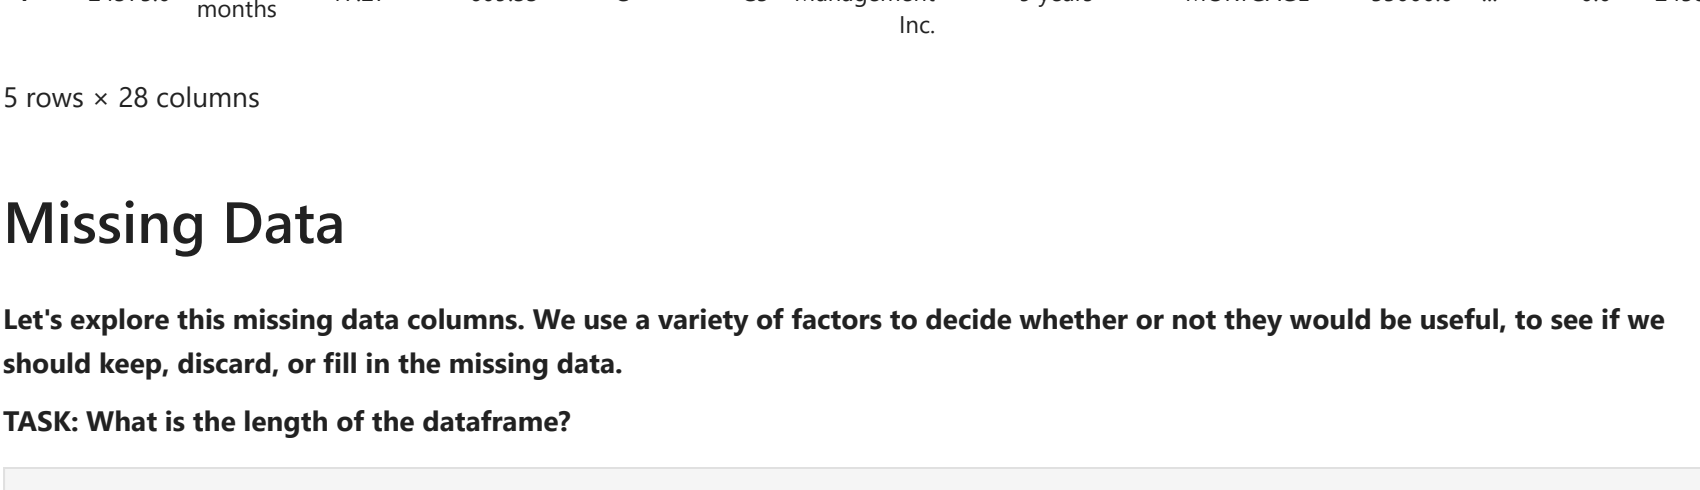 months
Inc.
5 rows × 28 columns
Missing Data
Let's explore this missing data columns. We use a variety of factors to decide whether or not they would be useful, to see if we
should keep, discard, or fill in the missing data.
TASK: What is the length of the dataframe?